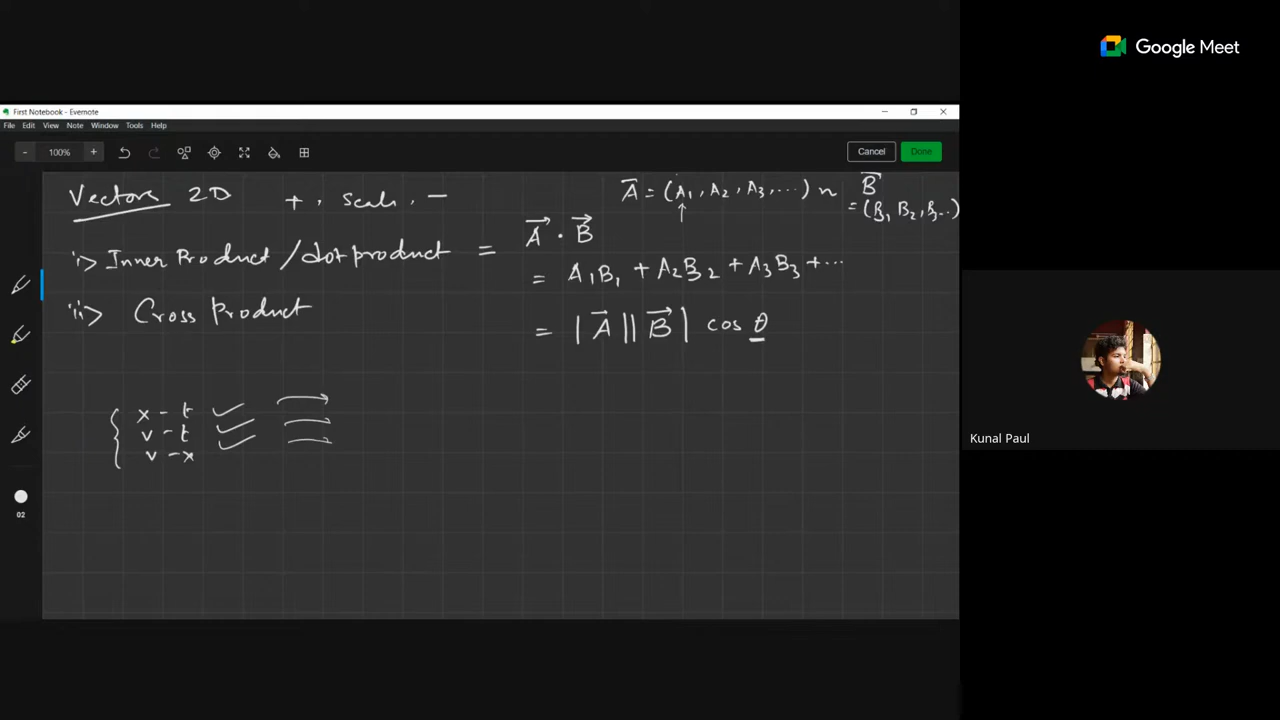 Google Meet
First Notebook - Evernote
File Edit View Note Window Tools Help
- 100% + Cancel Done
Vectors 2D + , Scale , -
A⃗ = (A₁, A₂, A₃, ...) n
B⃗ = (B₁, B₂, B₃...)
i> Inner Product / dot product = A⃗ · B⃗
= A₁B₁ + A₂B₂ + A₃B₃ + ...
ii> Cross Product
= |A⃗||B⃗| cos θ
x - t
v - t
v - x
Kunal Paul
02